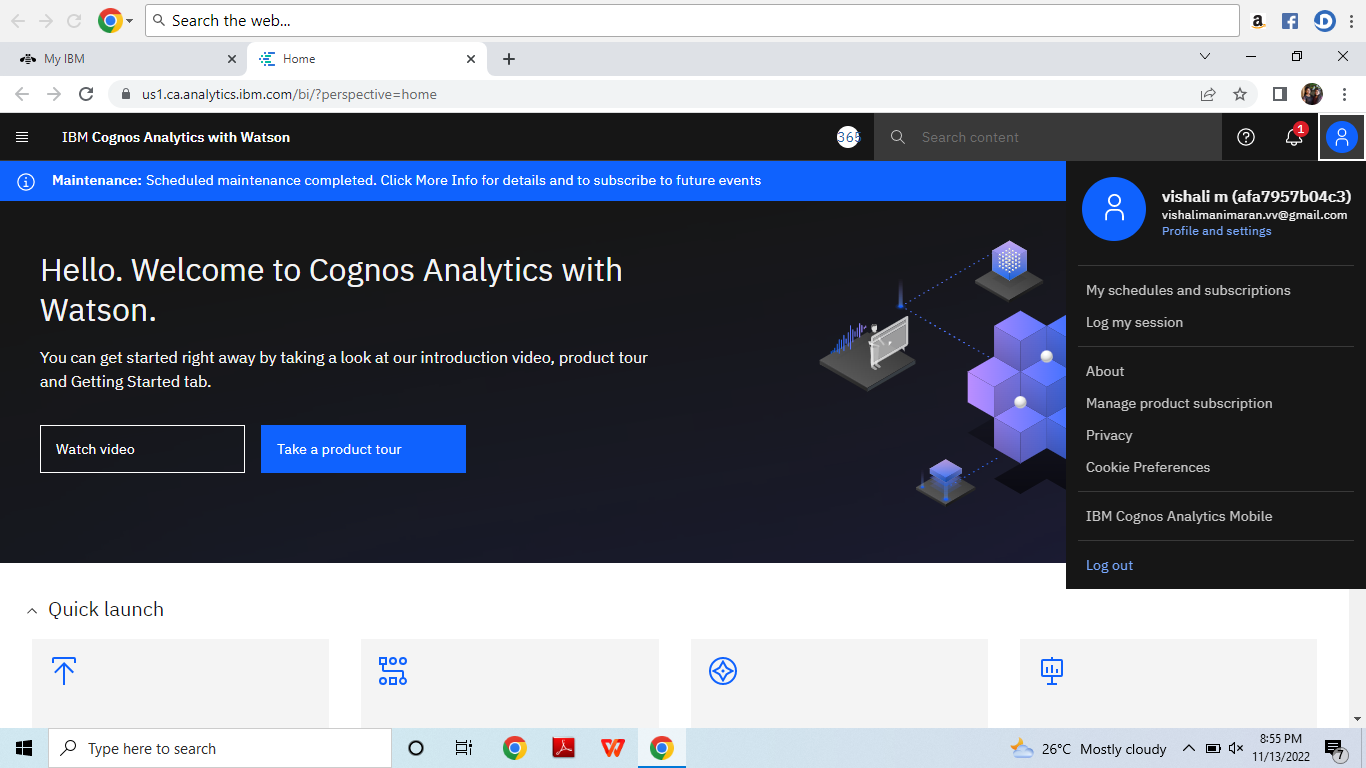 Search the web...
My IBM
Home
us1.ca.analytics.ibm.com/bi/?perspective=home
IBM Cognos Analytics with Watson
365
Search content
1
Maintenance: Scheduled maintenance completed. Click More Info for details and to subscribe to future events
vishali m (afa7957b04c3)
vishalimanimaran.vv@gmail.com
Profile and settings
Hello. Welcome to Cognos Analytics with
Watson.
You can get started right away by taking a look at our introduction video, product tour
and Getting Started tab.
Watch video
Take a product tour
My schedules and subscriptions
Log my session
About
Manage product subscription
Privacy
Cookie Preferences
IBM Cognos Analytics Mobile
Log out
Quick launch
Type here to search
26°C Mostly cloudy
8:55 PM
11/13/2022
7